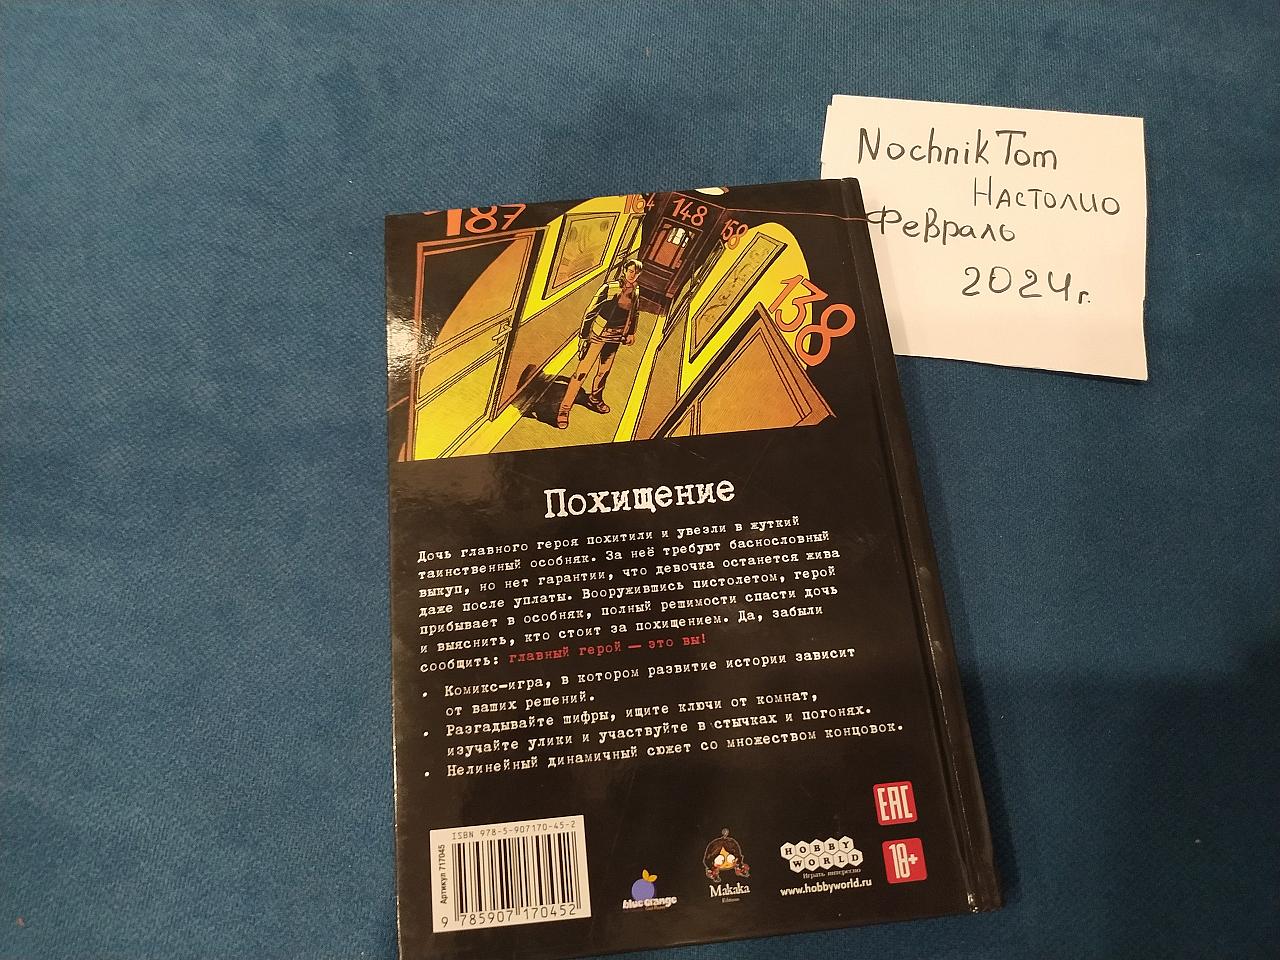 NochnikTom
Настолио
Февраль
2024г.
187
164
148
158
138
Похищение
Дочь главного героя похитили и увезли в жуткий
таинственный особняк. За неё требуют баснословный
выкуп, но нет гарантии, что девочка останется жива
даже после уплаты. Вооружившись пистолетом, герой
прибывает в особняк, полный решимости спасти дочь
и выяснить, кто стоит за похищением. Да, забыли
сообщить: главный герой — это вы!
• Комикс-игра, в котором развитие истории зависит
от ваших решений.
• Разгадывайте шифры, ищите ключи от комнат,
изучайте улики и участвуйте в стычках и погонях.
• Нелинейный динамичный сюжет со множеством концовок.
EAC
18+
ISBN 978-5-907170-45-2
Артикул 717045
9 785907 170452
blue orange
Makaka
Editions
HOBBY
WORLD
Играть интересно
www.hobbyworld.ru